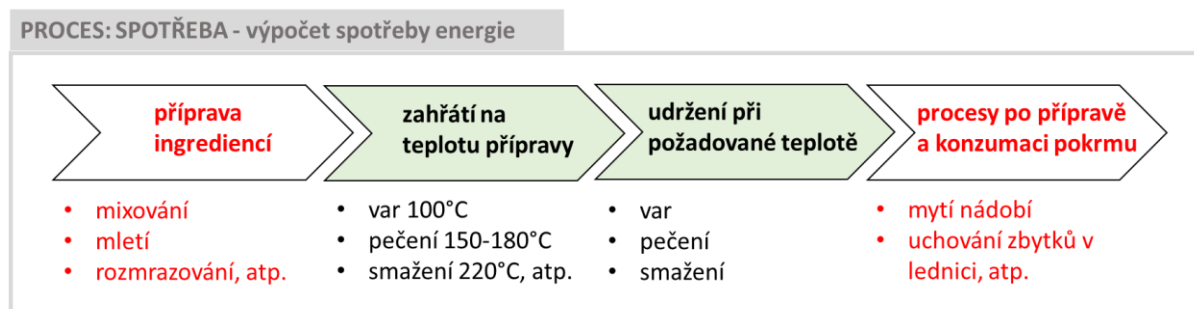 PROCES: SPOTŘEBA - výpočet spotřeby energie
příprava
ingrediencí
zahřátí na
teplotu přípravy
udržení při
požadované teplotě
procesy po přípravě
a konzumaci pokrmu
• mixování
• mletí
• rozmrazování, atp.
• var 100°C
• pečení 150-180°C
• smažení 220°C, atp.
• var
• pečení
• smažení
• mytí nádobí
• uchování zbytků v
lednici, atp.